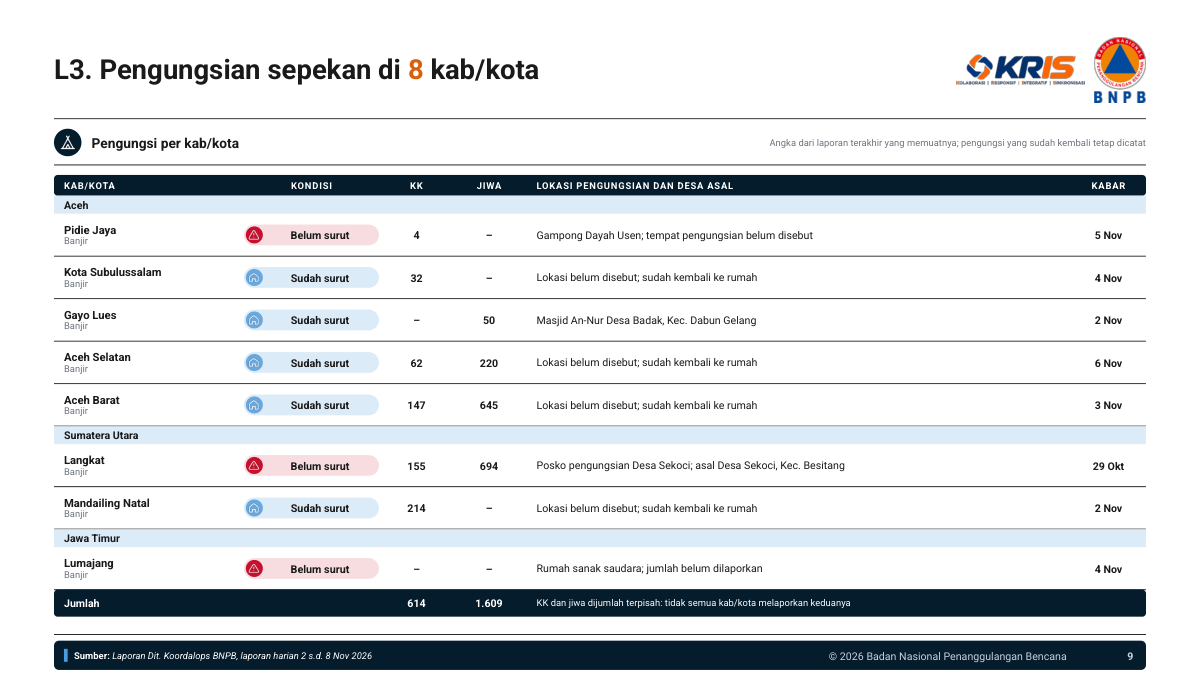 L3. Pengungsian sepekan di 8 kab/kota
KRIS
KOLABORASI | RESPONSIF | INTEGRATIF | SINKRONISASI
BADAN NASIONAL PENANGGULANGAN BENCANA
BNPB
Pengungsi per kab/kota
Angka dari laporan terakhir yang memuatnya; pengungsi yang sudah kembali tetap dicatat
KAB/KOTA KONDISI KK JIWA LOKASI PENGUNGSIAN DAN DESA ASAL KABAR
Aceh
Pidie Jaya
Banjir
Belum surut 4 – Gampong Dayah Usen; tempat pengungsian belum disebut 5 Nov
Kota Subulussalam
Banjir
Sudah surut 32 – Lokasi belum disebut; sudah kembali ke rumah 4 Nov
Gayo Lues
Banjir
Sudah surut – 50 Masjid An-Nur Desa Badak, Kec. Dabun Gelang 2 Nov
Aceh Selatan
Banjir
Sudah surut 62 220 Lokasi belum disebut; sudah kembali ke rumah 6 Nov
Aceh Barat
Banjir
Sudah surut 147 645 Lokasi belum disebut; sudah kembali ke rumah 3 Nov
Sumatera Utara
Langkat
Banjir
Belum surut 155 694 Posko pengungsian Desa Sekoci; asal Desa Sekoci, Kec. Besitang 29 Okt
Mandailing Natal
Banjir
Sudah surut 214 – Lokasi belum disebut; sudah kembali ke rumah 2 Nov
Jawa Timur
Lumajang
Banjir
Belum surut – – Rumah sanak saudara; jumlah belum dilaporkan 4 Nov
Jumlah 614 1.609 KK dan jiwa dijumlah terpisah: tidak semua kab/kota melaporkan keduanya
Sumber: Laporan Dit. Koordalops BNPB, laporan harian 2 s.d. 8 Nov 2026
© 2026 Badan Nasional Penanggulangan Bencana 9